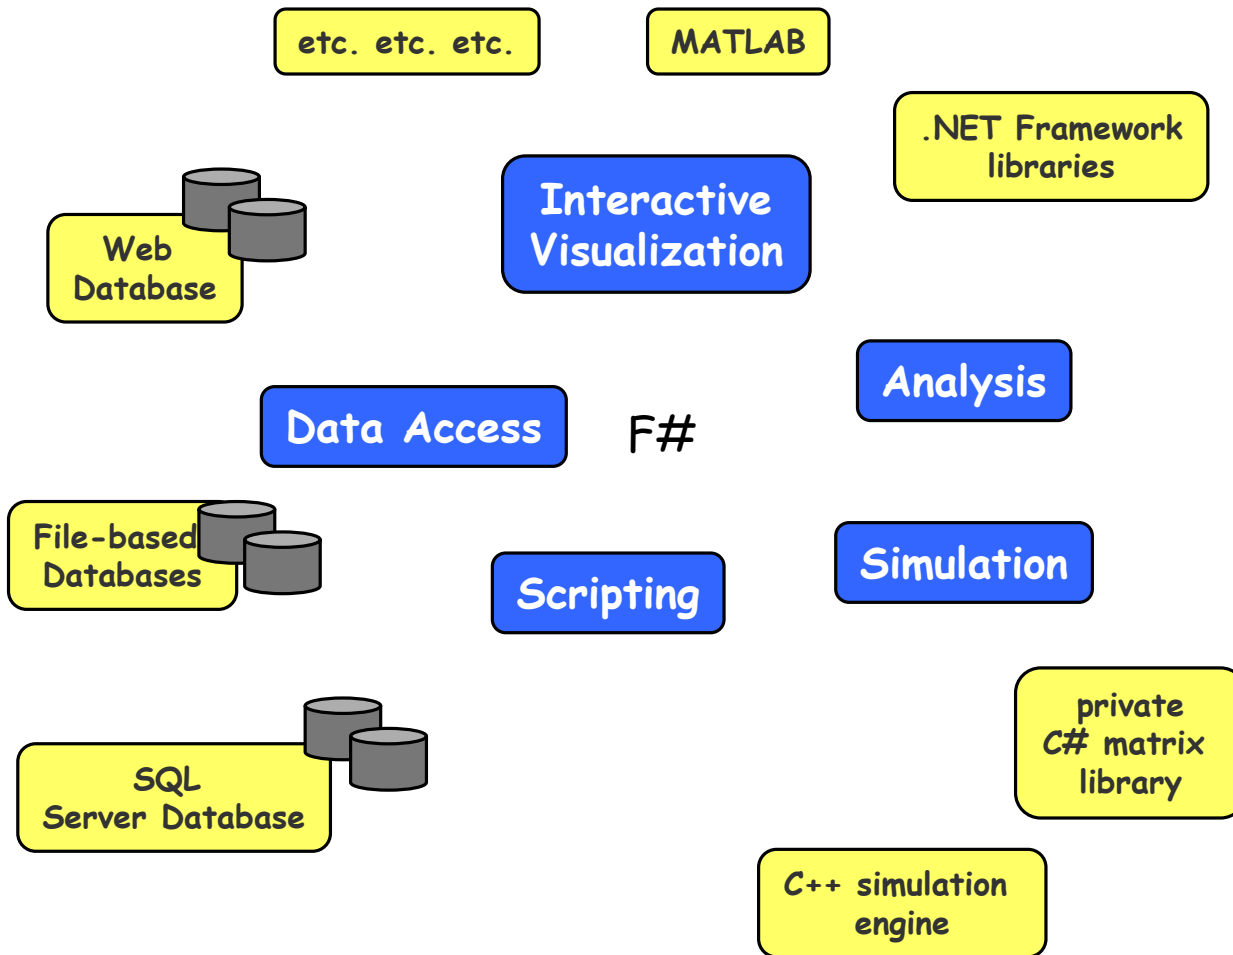 etc. etc. etc.
MATLAB
.NET Framework
libraries
Interactive
Visualization
Web
Database
Analysis
Data Access
F#
File-based
Databases
Simulation
Scripting
private
C# matrix
library
SQL
Server Database
C++ simulation
engine